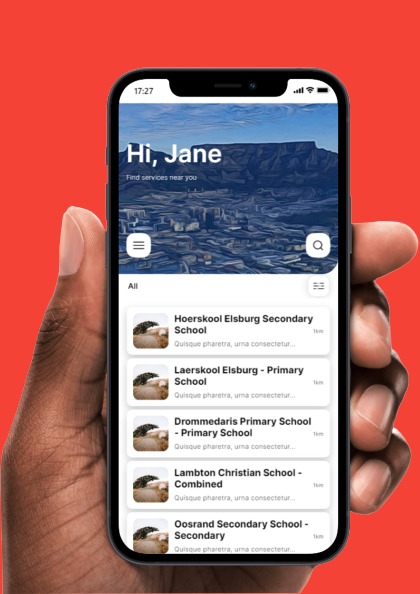 17:27
Hi, Jane
Find services near you
All
Hoerskool Elsburg Secondary
School
1km
Quisque pharetra, urna consectetur...
Laerskool Elsburg - Primary
School
1km
Quisque pharetra, urna consectetur...
Drommedaris Primary School
- Primary School
1km
Quisque pharetra, urna consectetur...
Lambton Christian School -
Combined
1km
Quisque pharetra, urna consectetur...
Oosrand Secondary School -
Secondary
1km
Quisque pharetra, urna consectetur...